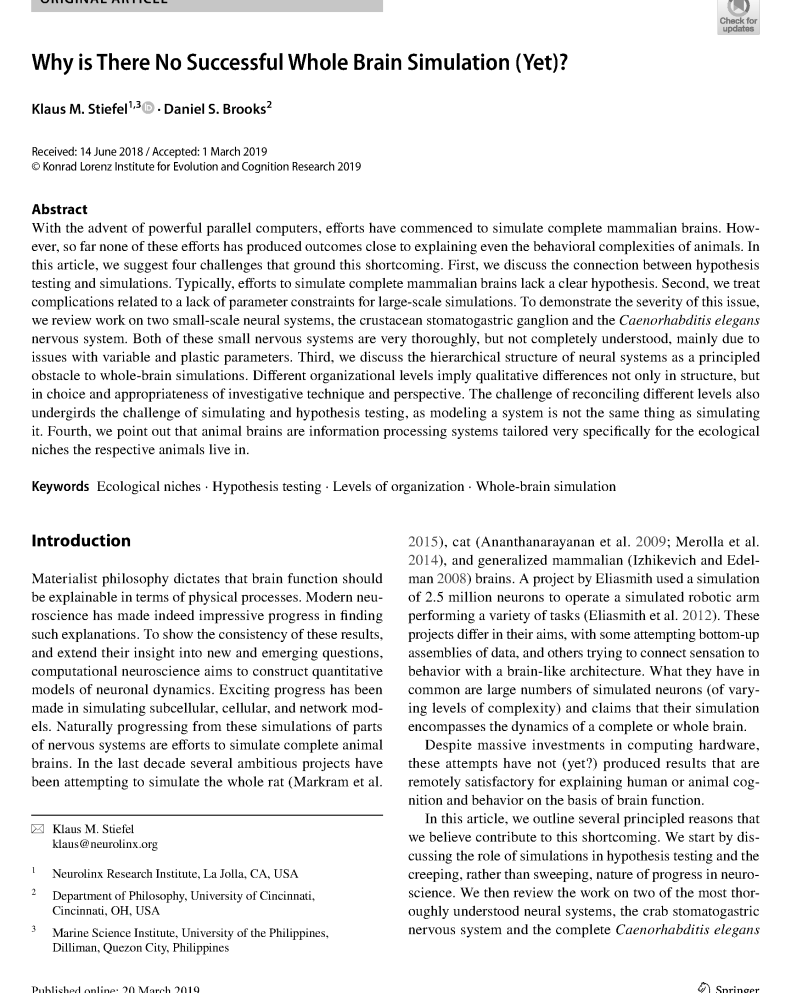 ORIGINAL ARTICLE
Check for
updates
Why is There No Successful Whole Brain Simulation (Yet)?
Klaus M. Stiefel1,3 · Daniel S. Brooks2
Received: 14 June 2018 / Accepted: 1 March 2019
© Konrad Lorenz Institute for Evolution and Cognition Research 2019
Abstract
With the advent of powerful parallel computers, efforts have commenced to simulate complete mammalian brains. How-
ever, so far none of these efforts has produced outcomes close to explaining even the behavioral complexities of animals. In
this article, we suggest four challenges that ground this shortcoming. First, we discuss the connection between hypothesis
testing and simulations. Typically, efforts to simulate complete mammalian brains lack a clear hypothesis. Second, we treat
complications related to a lack of parameter constraints for large-scale simulations. To demonstrate the severity of this issue,
we review work on two small-scale neural systems, the crustacean stomatogastric ganglion and the Caenorhabditis elegans
nervous system. Both of these small nervous systems are very thoroughly, but not completely understood, mainly due to
issues with variable and plastic parameters. Third, we discuss the hierarchical structure of neural systems as a principled
obstacle to whole-brain simulations. Different organizational levels imply qualitative differences not only in structure, but
in choice and appropriateness of investigative technique and perspective. The challenge of reconciling different levels also
undergirds the challenge of simulating and hypothesis testing, as modeling a system is not the same thing as simulating
it. Fourth, we point out that animal brains are information processing systems tailored very specifically for the ecological
niches the respective animals live in.
Keywords Ecological niches · Hypothesis testing · Levels of organization · Whole-brain simulation
Introduction
Materialist philosophy dictates that brain function should
be explainable in terms of physical processes. Modern neu-
roscience has made indeed impressive progress in finding
such explanations. To show the consistency of these results,
and extend their insight into new and emerging questions,
computational neuroscience aims to construct quantitative
models of neuronal dynamics. Exciting progress has been
made in simulating subcellular, cellular, and network mod-
els. Naturally progressing from these simulations of parts
of nervous systems are efforts to simulate complete animal
brains. In the last decade several ambitious projects have
been attempting to simulate the whole rat (Markram et al.
2015), cat (Ananthanarayanan et al. 2009; Merolla et al.
2014), and generalized mammalian (Izhikevich and Edel-
man 2008) brains. A project by Eliasmith used a simulation
of 2.5 million neurons to operate a simulated robotic arm
performing a variety of tasks (Eliasmith et al. 2012). These
projects differ in their aims, with some attempting bottom-up
assemblies of data, and others trying to connect sensation to
behavior with a brain-like architecture. What they have in
common are large numbers of simulated neurons (of vary-
ing levels of complexity) and claims that their simulation
encompasses the dynamics of a complete or whole brain.
Despite massive investments in computing hardware,
these attempts have not (yet?) produced results that are
remotely satisfactory for explaining human or animal cog-
nition and behavior on the basis of brain function.
In this article, we outline several principled reasons that
we believe contribute to this shortcoming. We start by dis-
cussing the role of simulations in hypothesis testing and the
creeping, rather than sweeping, nature of progress in neuro-
science. We then review the work on two of the most thor-
oughly understood neural systems, the crab stomatogastric
nervous system and the complete Caenorhabditis elegans
Klaus M. Stiefel
klaus@neurolinx.org
1 Neurolinx Research Institute, La Jolla, CA, USA
2 Department of Philosophy, University of Cincinnati,
Cincinnati, OH, USA
3 Marine Science Institute, University of the Philippines,
Dilliman, Quezon City, Philippines
Published online: 20 March 2019
Springer